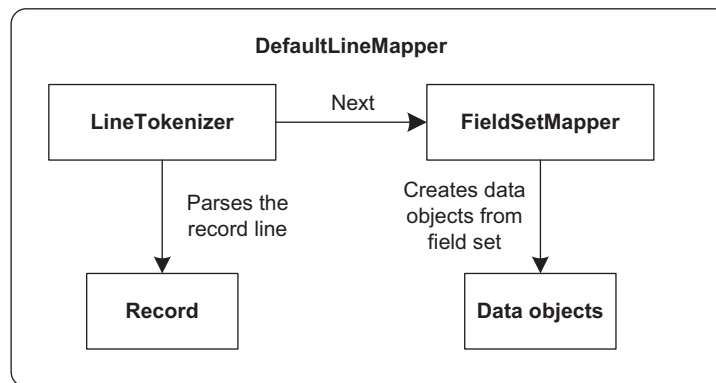 DefaultLineMapper
LineTokenizer
Next
FieldSetMapper
Parses the
record line
Creates data
objects from
field set
Record
Data objects